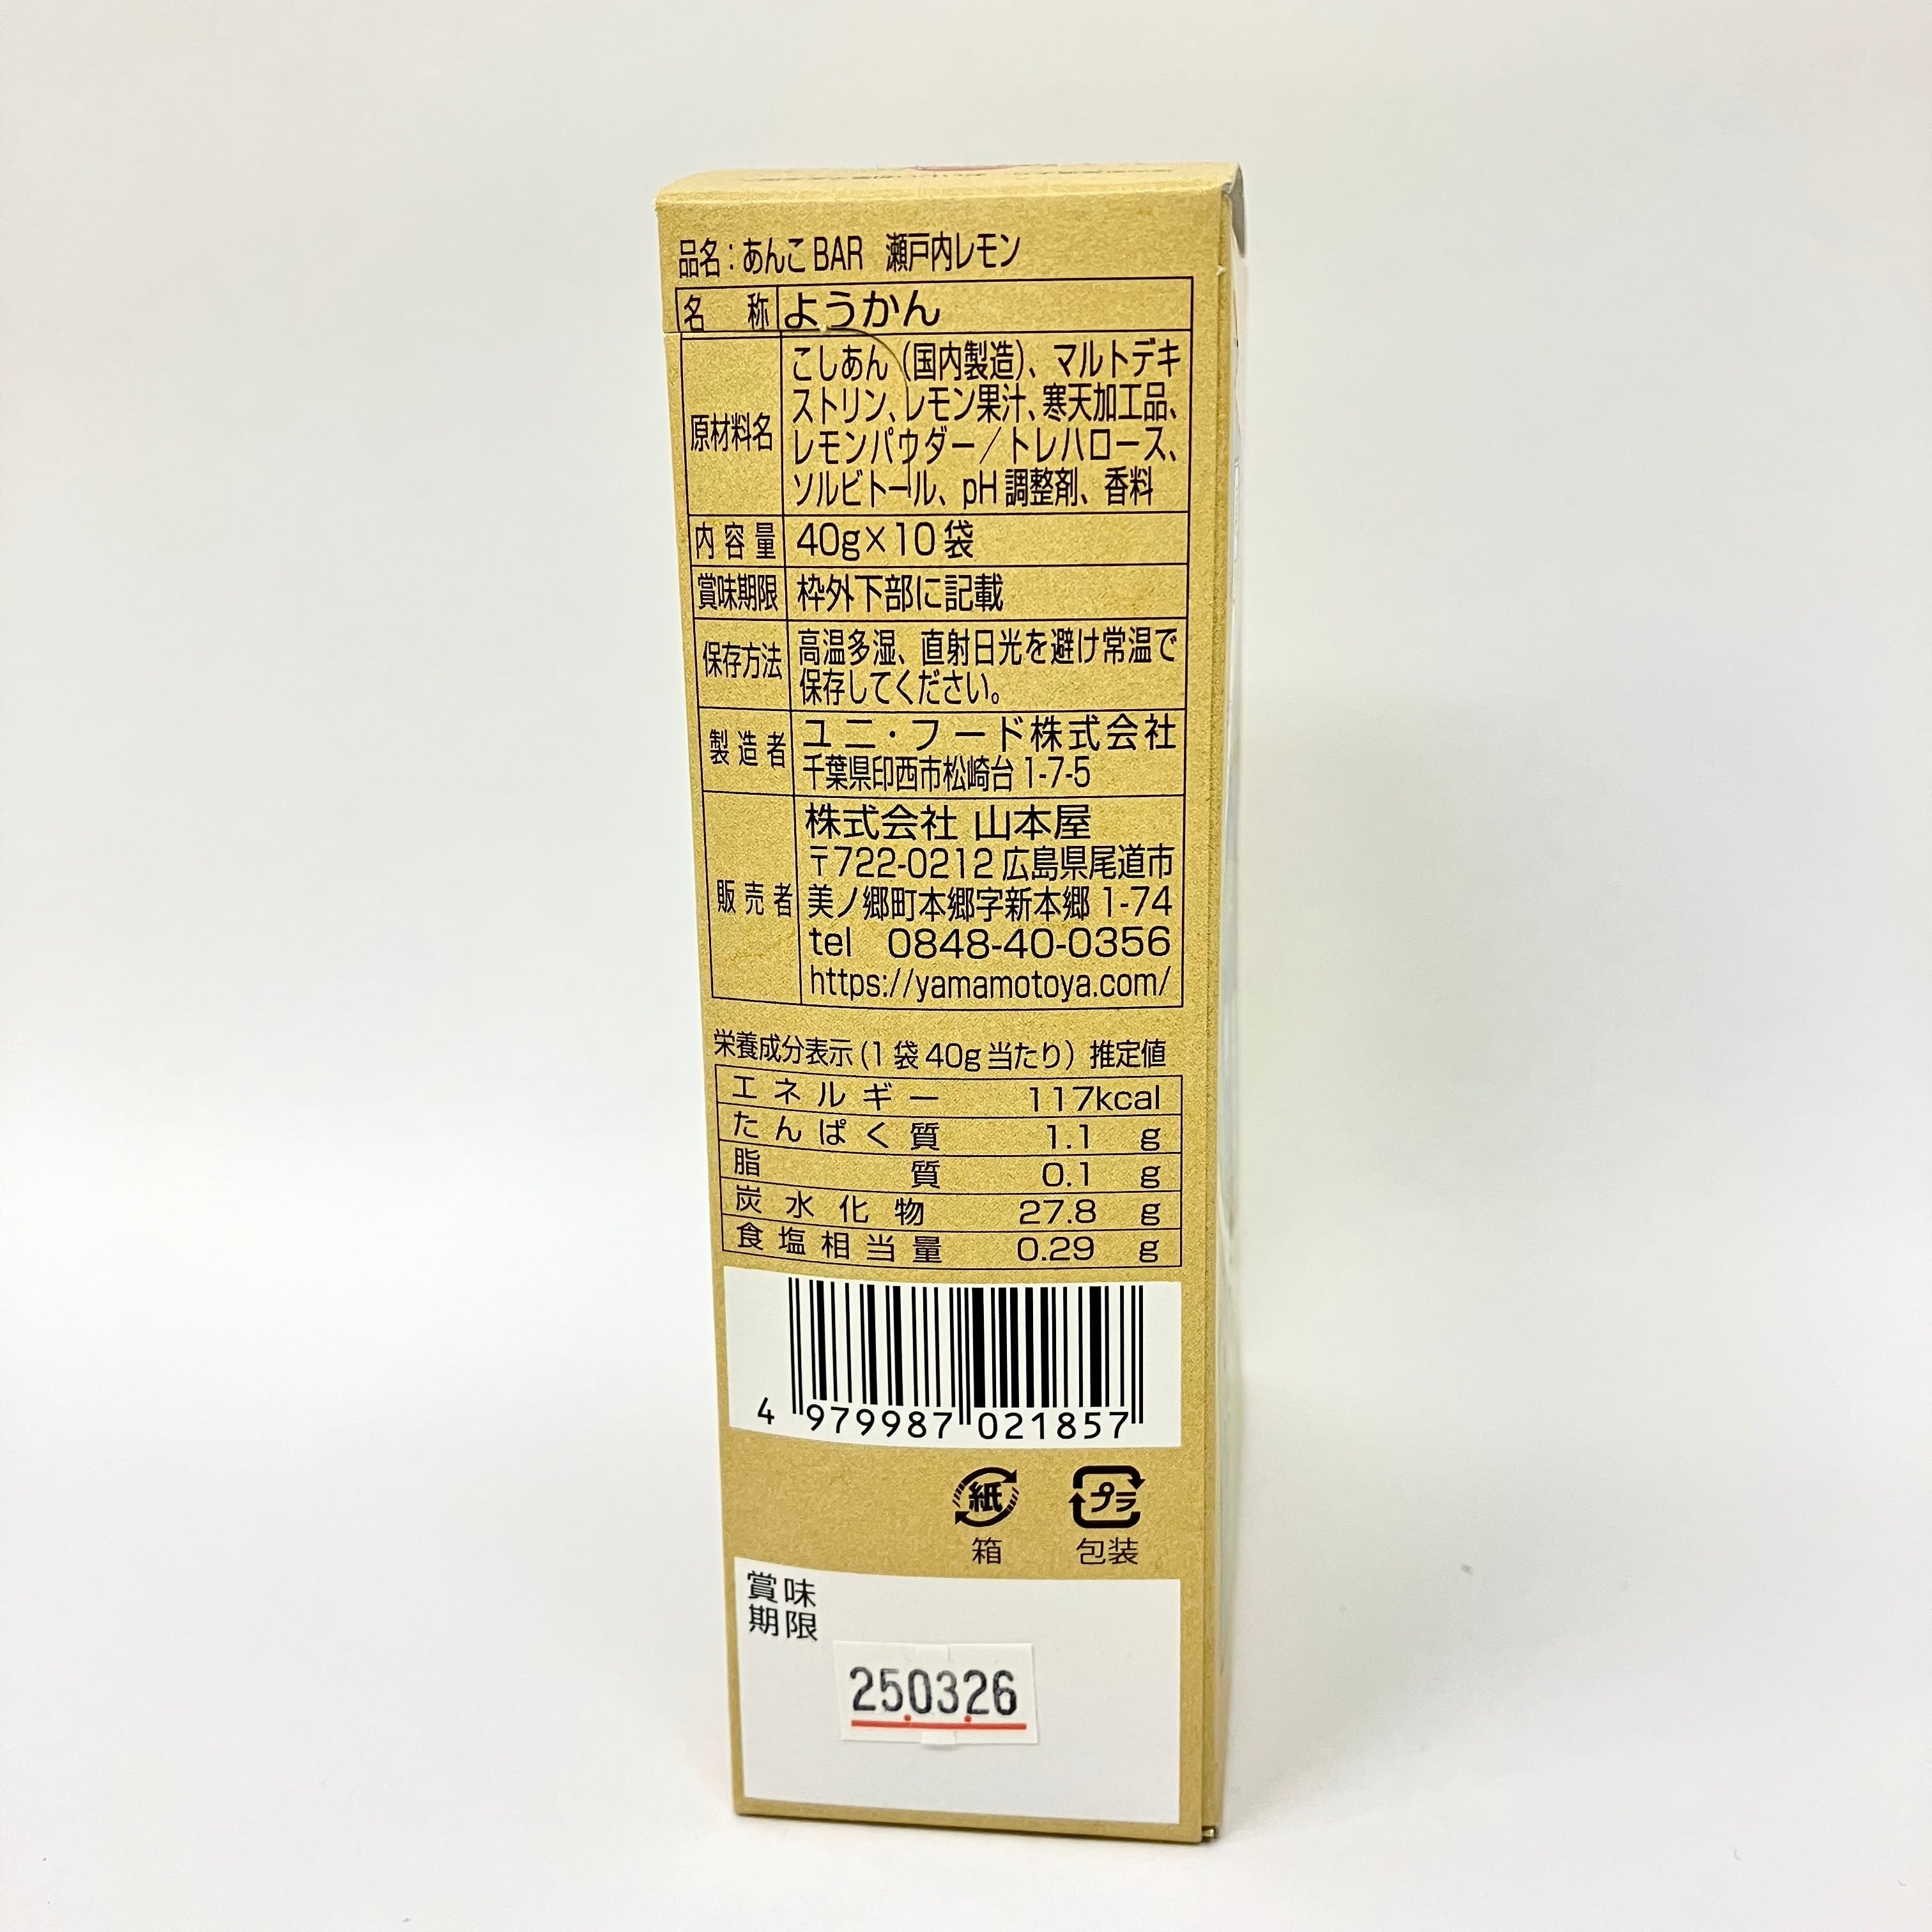 品名：あんこBAR 瀬戸内レモン
名称 ようかん
原材料名 こしあん（国内製造）、マルトデキ
ストリン、レモン果汁、寒天加工品、
レモンパウダー／トレハロース、
ソルビトール、pH調整剤、香料
内容量 40g×10袋
賞味期限 枠外下部に記載
保存方法 高温多湿、直射日光を避け常温で
保存してください。
製造者 ユニ・フード株式会社
千葉県印西市松崎台1-7-5
販売者 株式会社 山本屋
〒722-0212広島県尾道市
美ノ郷町本郷字新本郷1-74
tel 0848-40-0356
https://yamamotoya.com/
栄養成分表示(1袋40g当たり）推定値
エネルギー 117kcal
たんぱく質 1.1 g
脂質 0.1 g
炭水化物 27.8 g
食塩相当量 0.29 g
4 979987 021857
紙 プラ
箱 包装
賞味
期限
25.03.26